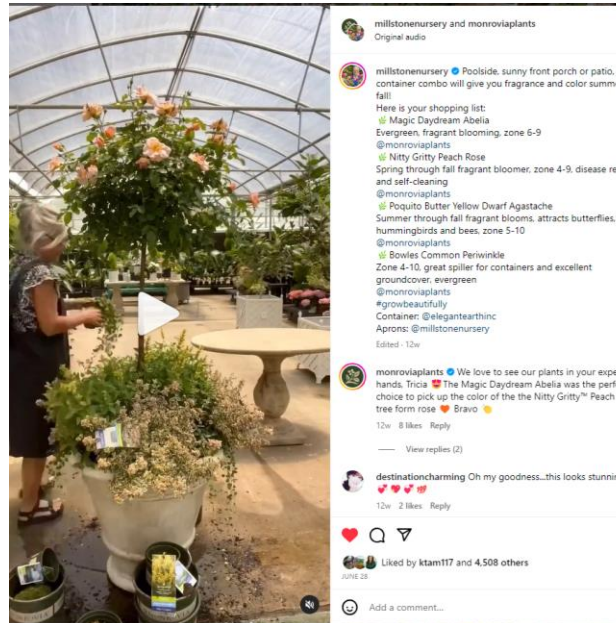 millstonenursery and monroviaplants
Original audio
millstonenursery Poolside, sunny front porch or patio,
container combo will give you fragrance and color summe
fall!
Here is your shopping list:
🌿 Magic Daydream Abelia
Evergreen, fragrant blooming, zone 6-9
@monroviaplants
🌿 Nitty Gritty Peach Rose
Spring through fall fragrant bloomer, zone 4-9. disease re
and self-cleaning
@monroviaplants
🌿 Poquito Butter Yellow Dwarf Agastache
Summer through fall fragrant blooms, attracts butterflies,
hummingbirds and bees, zone 5-10
@monroviaplants
🌿 Bowles Common Periwinkle
Zone 4-10, great spiller for containers and excellent
groundcover, evergreen
@monroviaplants
#growbeautifully
Container: @elegantearthinc
Aprons: @millstonenursery
Edited · 12w
monroviaplants We love to see our plants in your expe
hands, Tricia 😍 The Magic Daydream Abelia was the perf
choice to pick up the color of the the Nitty Gritty™ Peach
tree form rose 🧡 Bravo 👏
12w 8 likes Reply
View replies (2)
destinationcharming Oh my goodness...this looks stunnin
12w 2 likes Reply
Liked by ktam117 and 4,508 others
JUNE 28
Add a comment...